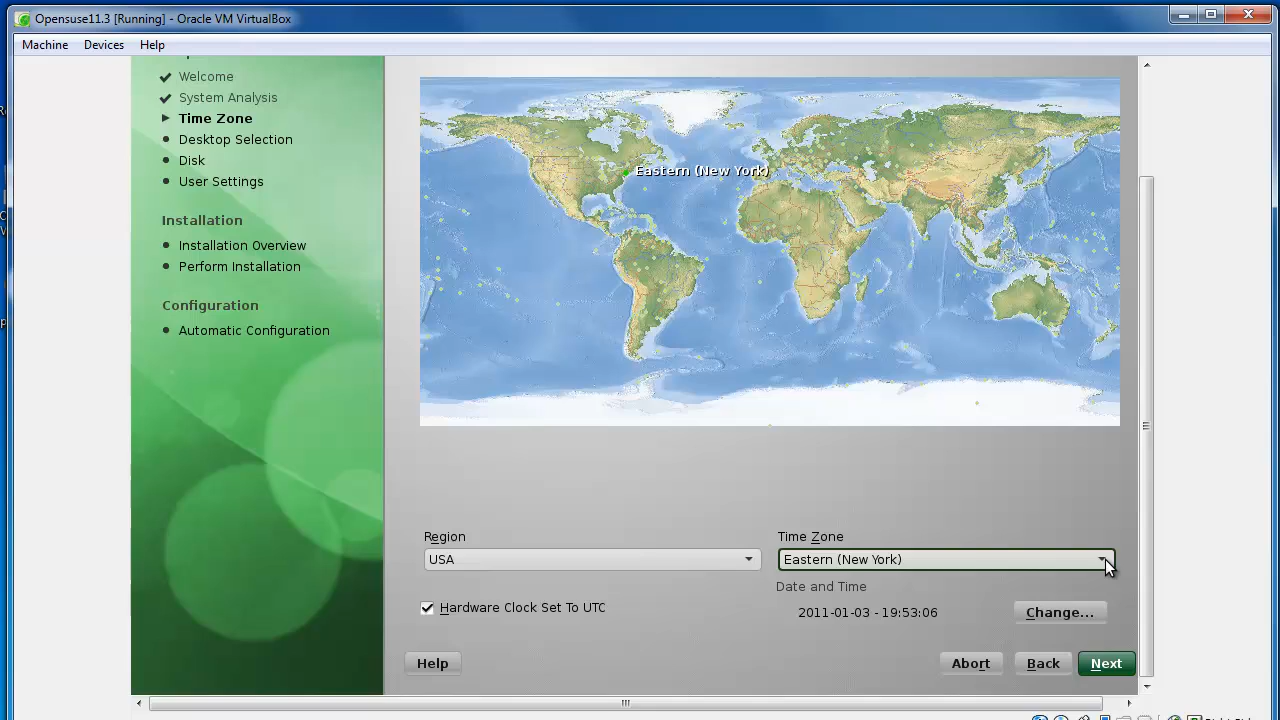 Opensuse11.3 [Running] - Oracle VM VirtualBox
Machine Devices Help
Welcome
System Analysis
Time Zone
Desktop Selection
Disk
User Settings
Installation
Installation Overview
Perform Installation
Configuration
Automatic Configuration
Eastern (New York)
Region
USA
Time Zone
Eastern (New York)
Date and Time
Hardware Clock Set To UTC
2011-01-03 - 19:53:06
Change...
Help
Abort
Back
Next